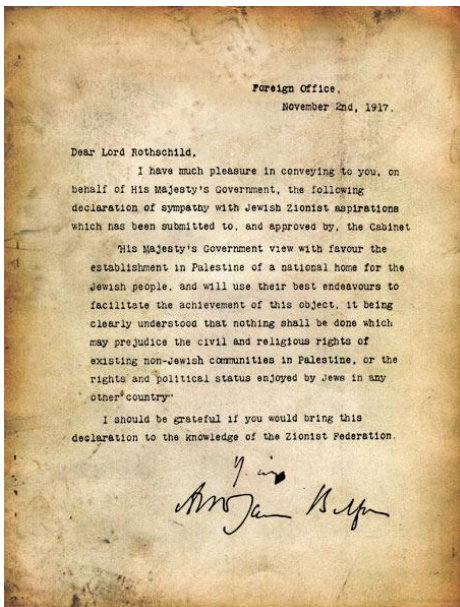 Foreign Office,
November 2nd, 1917.
Dear Lord Rothschild,
I have much pleasure in conveying to you, on
behalf of His Majesty's Government, the following
declaration of sympathy with Jewish Zionist aspirations
which has been submitted to, and approved by, the Cabinet
"His Majesty's Government view with favour the
establishment in Palestine of a national home for the
Jewish people, and will use their best endeavours to
facilitate the achievement of this object, it being
clearly understood that nothing shall be done which
may prejudice the civil and religious rights of
existing non-Jewish communities in Palestine, or the
rights and political status enjoyed by Jews in any
other country"
I should be grateful if you would bring this
declaration to the knowledge of the Zionist Federation.